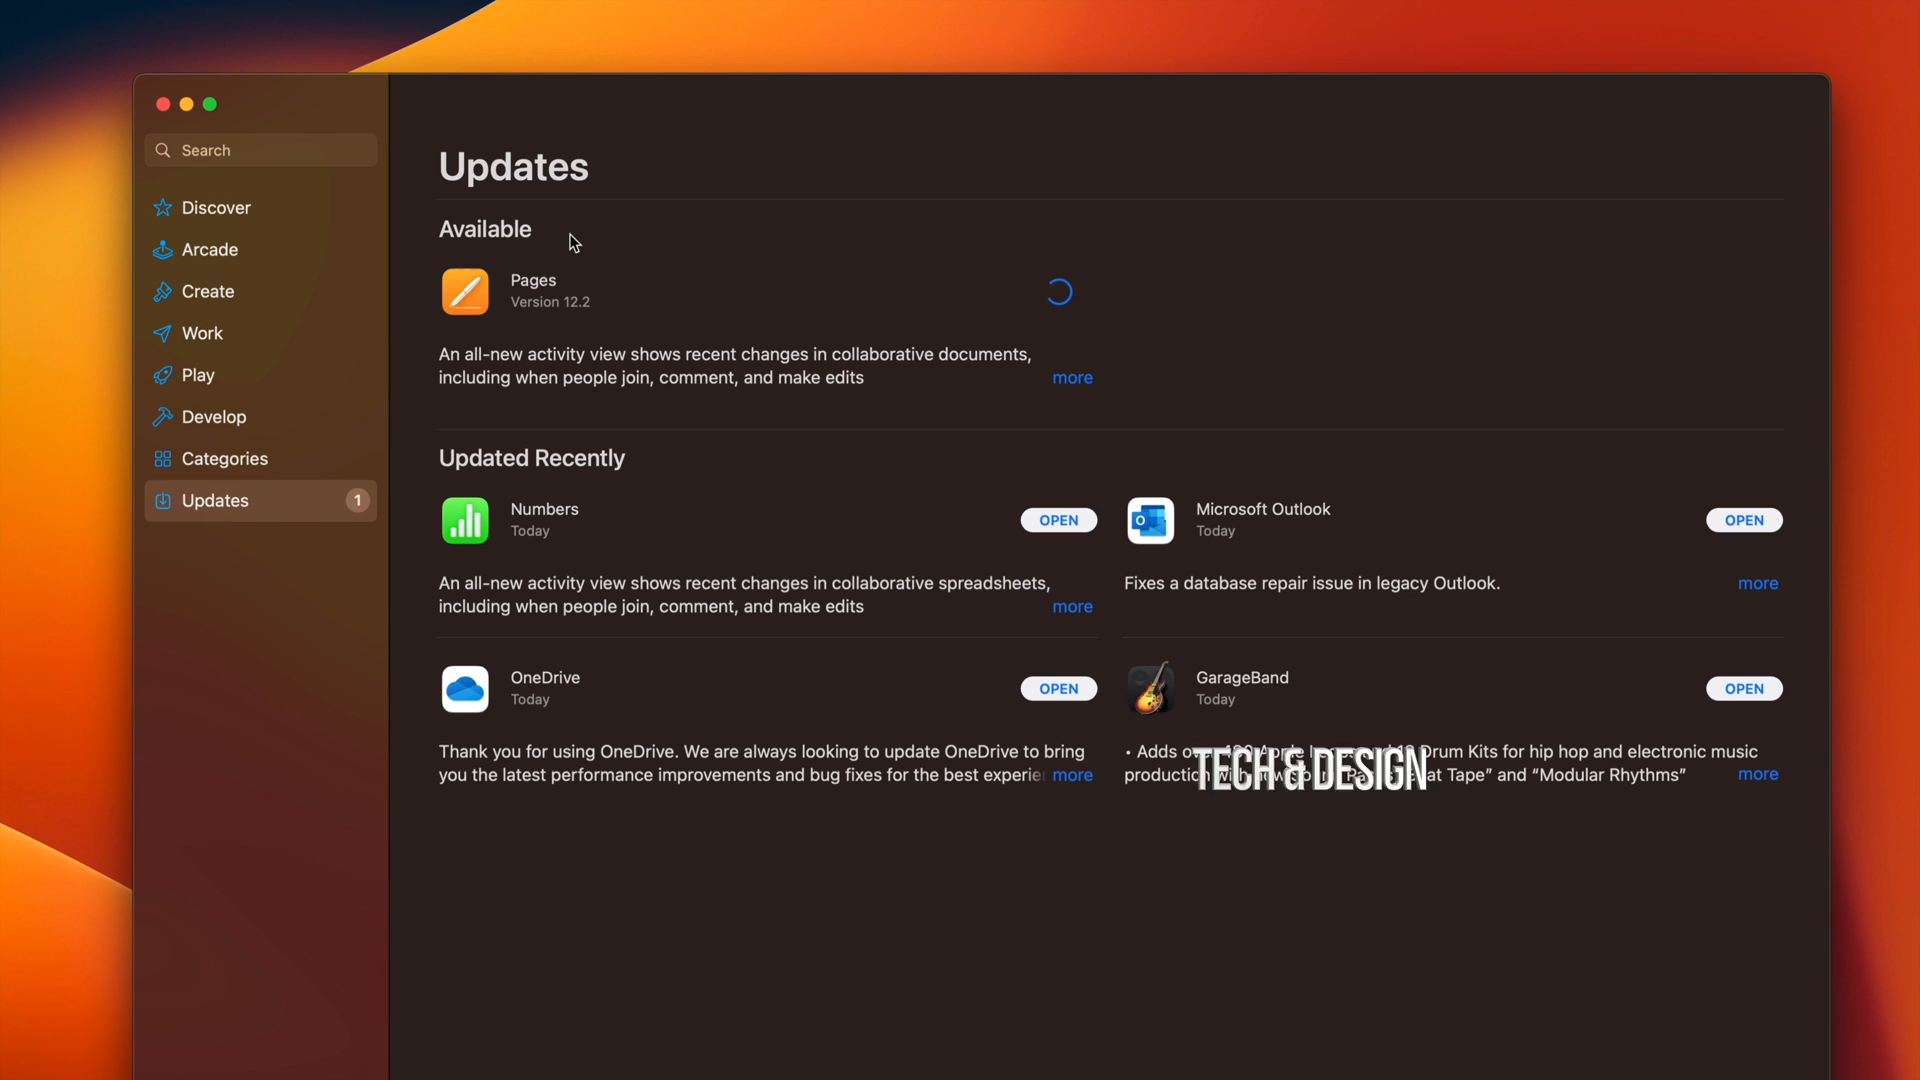 Search
Discover
Arcade
Create
Work
Play
Develop
Categories
Updates 1
Updates
Available
Pages
Version 12.2
An all-new activity view shows recent changes in collaborative documents,
including when people join, comment, and make edits more
Updated Recently
Numbers
Today
OPEN
An all-new activity view shows recent changes in collaborative spreadsheets,
including when people join, comment, and make edits more
Microsoft Outlook
Today
OPEN
Fixes a database repair issue in legacy Outlook. more
OneDrive
Today
OPEN
Thank you for using OneDrive. We are always looking to update OneDrive to bring
you the latest performance improvements and bug fixes for the best experie more
GarageBand
Today
OPEN
• Adds Drum Kits for hip hop and electronic music
production Tape” and “Modular Rhythms” more
TECH & DESIGN